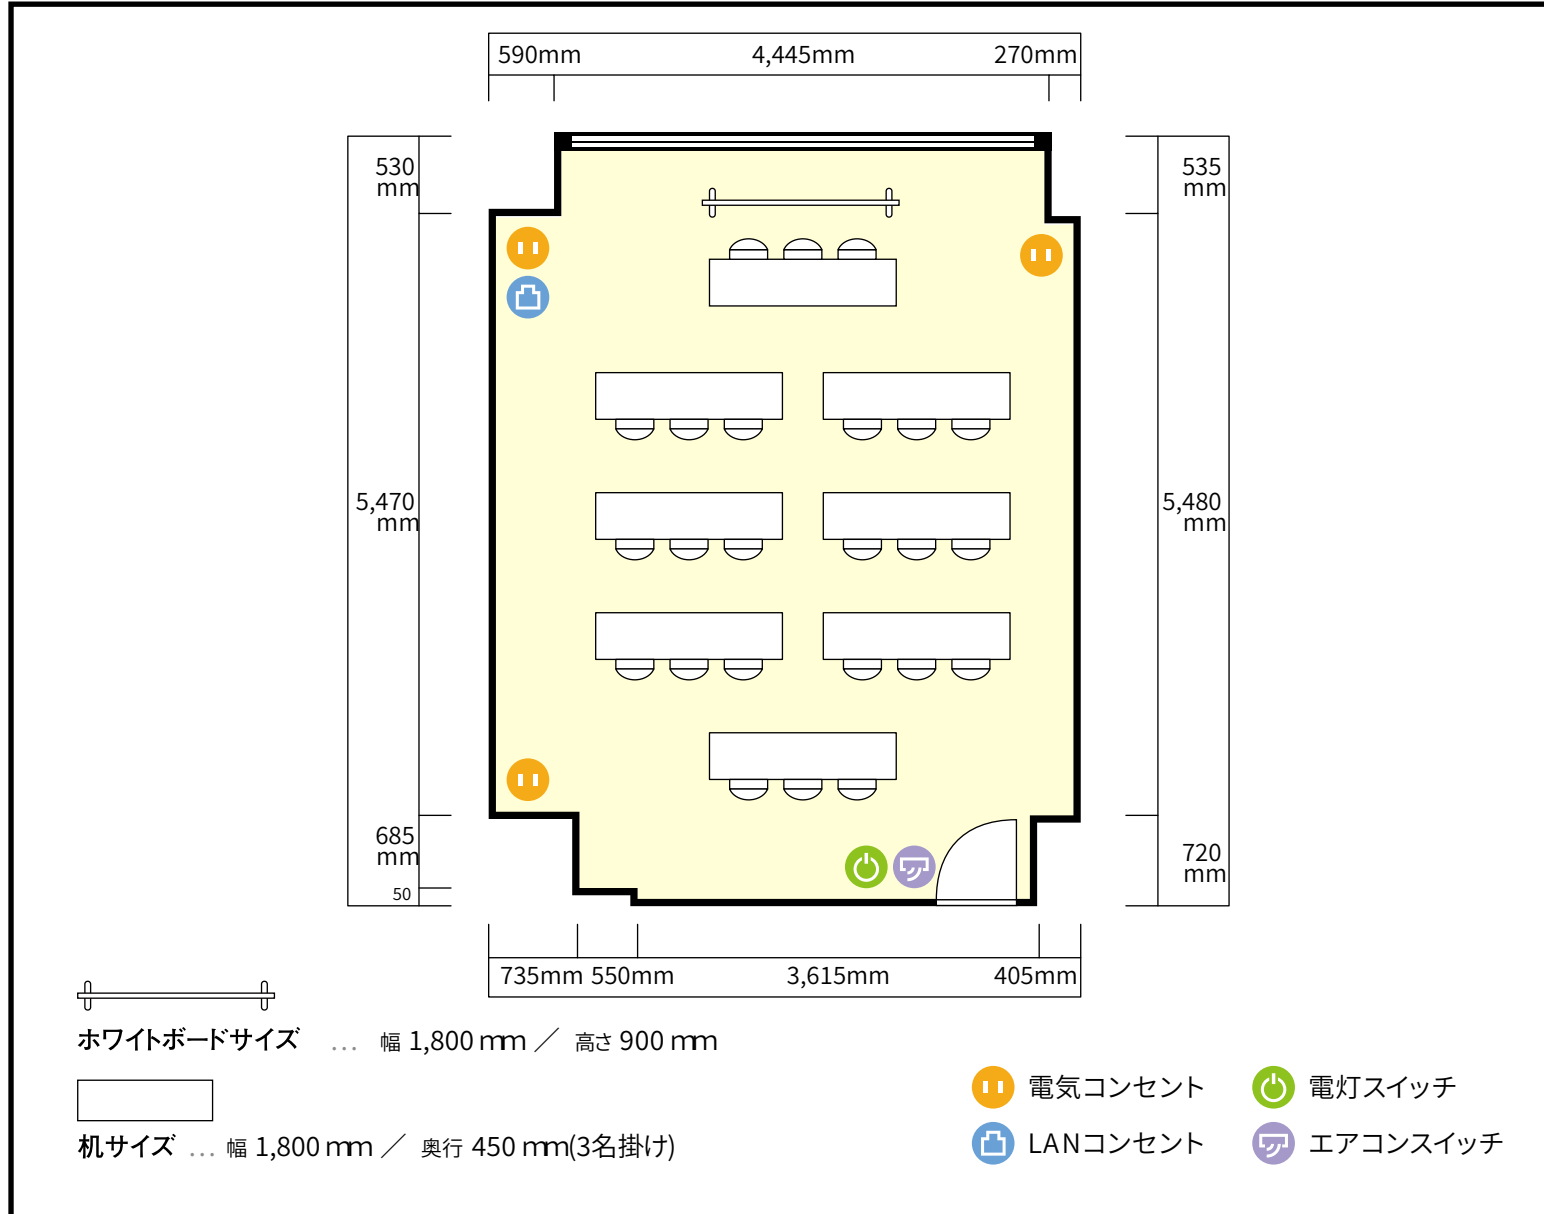 590mm 4,445mm 270mm
530
mm
535
mm
5,470
mm
5,480
mm
685
mm
720
mm
50
735mm 550mm 3,615mm 405mm
ホワイトボードサイズ … 幅 1,800 mm ／ 高さ 900 mm
机サイズ … 幅 1,800 mm ／ 奥行 450 mm(3名掛け)
電気コンセント 電灯スイッチ
LANコンセント エアコンスイッチ